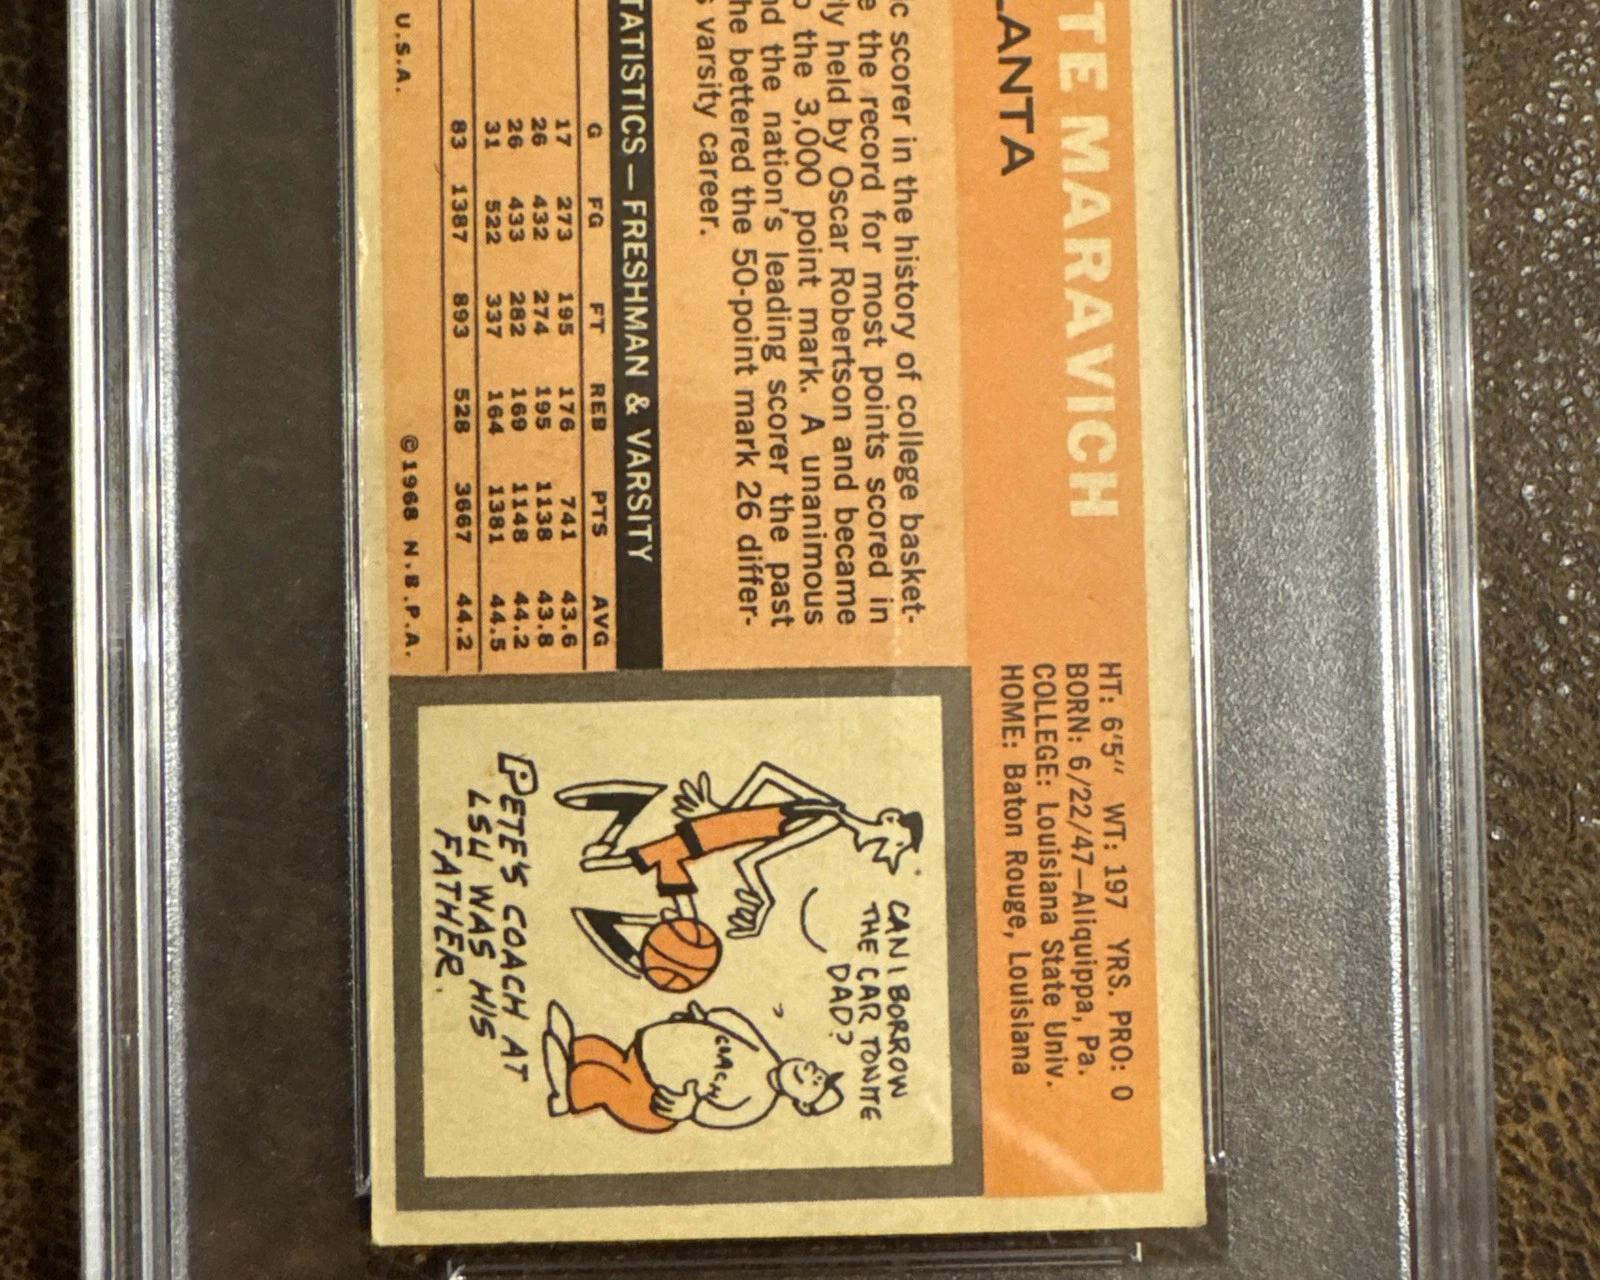 MARAVICH
HT: 6'5" WT: 197 YRS. PRO: 0
BORN: 6/22/47—Aliquippa, Pa.
COLLEGE: Louisiana State Univ.
HOME: Baton Rouge, Louisiana
scorer in the history of college basket-
the record for most points scored in
held by Oscar Robertson and became
the 3,000 point mark. A unanimous
the nation's leading scorer the past
he bettered the 50-point mark 26 differ-
varsity career.
TATISTICS — FRESHMAN & VARSITY
G FG FT REB PTS AVG
17 273 195 176 741 43.6
26 432 274 195 1138 43.8
26 433 282 169 1148 44.2
31 522 337 164 1381 44.5
83 1387 893 528 3667 44.2
U.S.A. ©1968 N.B.P.A.
CAN I BORROW
THE CAR TONITE
DAD?
COACH
PETE'S COACH AT
LSU WAS HIS
FATHER.